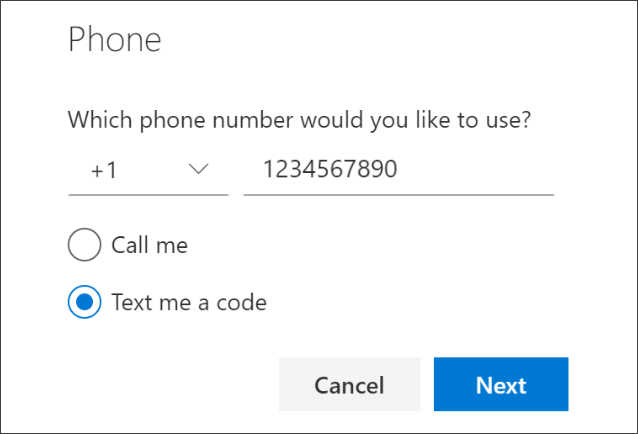 Phone
Which phone number would you like to use?
+1 1234567890
Call me
Text me a code
Cancel Next